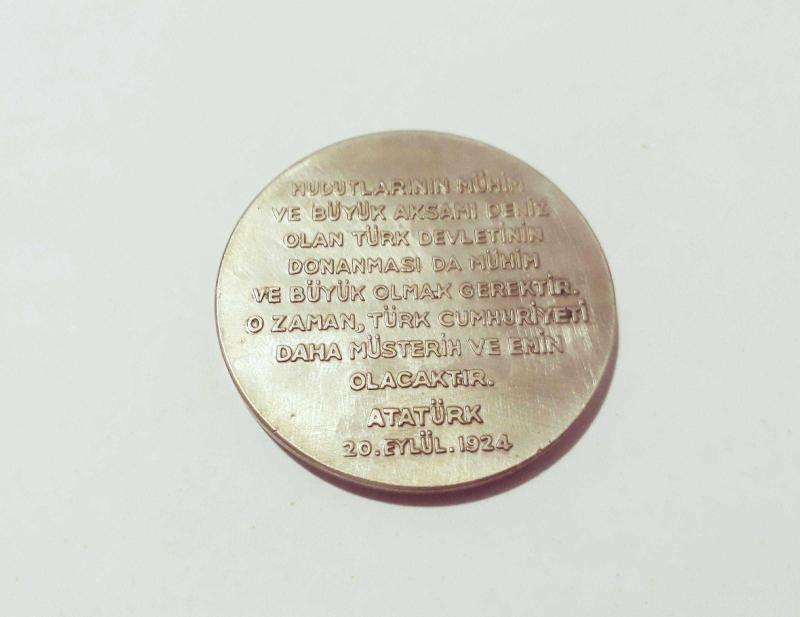 HUDUTLARININ MÜHİM
VE BÜYÜK AKSAMI DENİZ
OLAN TÜRK DEVLETİNİN
DONANMASI DA MÜHİM
VE BÜYÜK OLMAK GEREKTİR.
O ZAMAN, TÜRK CUMHURİYETİ
DAHA MÜSTERİH VE EMİN
OLACAKTIR.
ATATÜRK
20. EYLÜL. 1924